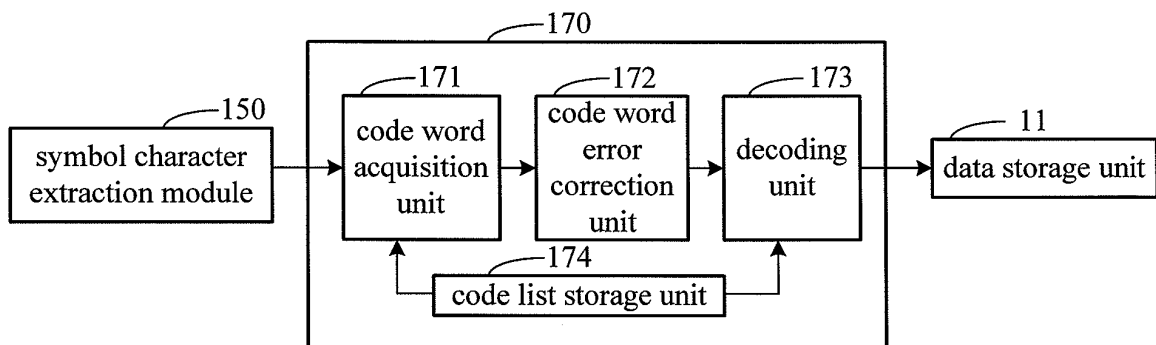 170
150
symbol character
extraction module
171
code word
acquisition
unit
172
code word
error
correction
unit
173
decoding
unit
11
data storage unit
174
code list storage unit